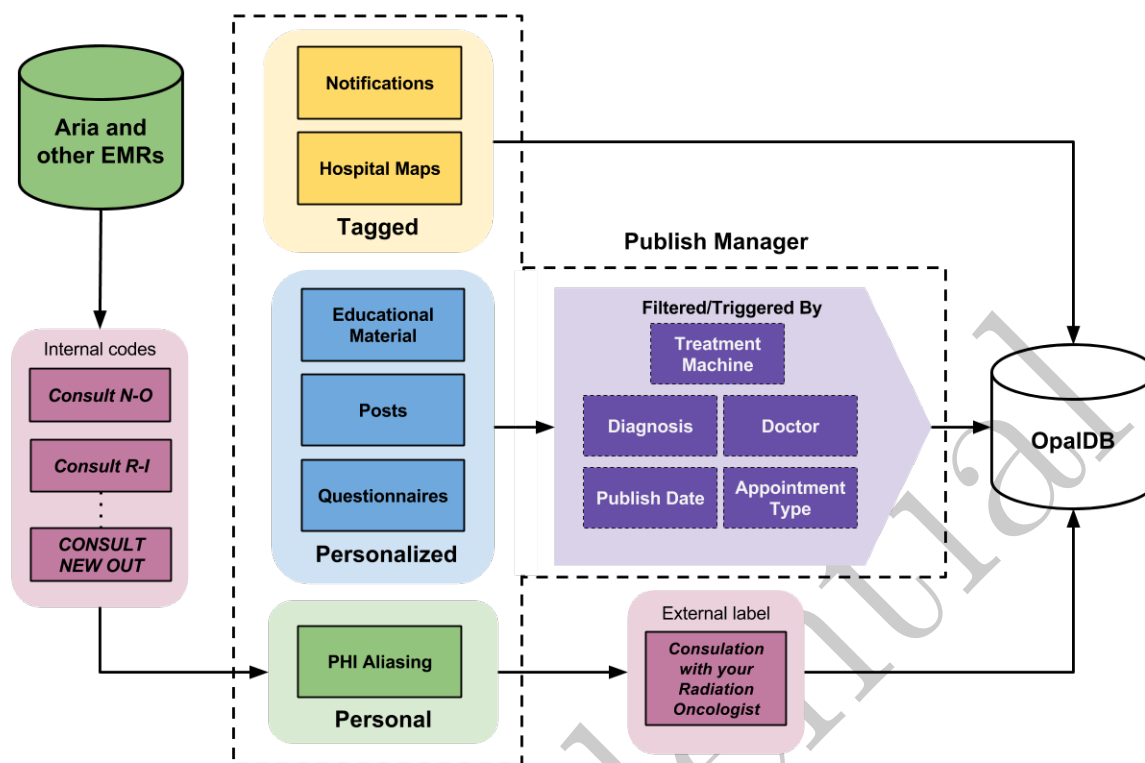 Aria and
other EMRs
Internal codes
Consult N-O
Consult R-I
CONSULT
NEW OUT
Notifications
Hospital Maps
Tagged
Educational
Material
Posts
Questionnaires
Personalized
PHI Aliasing
Personal
Publish Manager
Filtered/Triggered By
Treatment
Machine
Diagnosis
Doctor
Publish Date
Appointment
Type
External label
Consulation
with your
Radiation
Oncologist
OpalDB